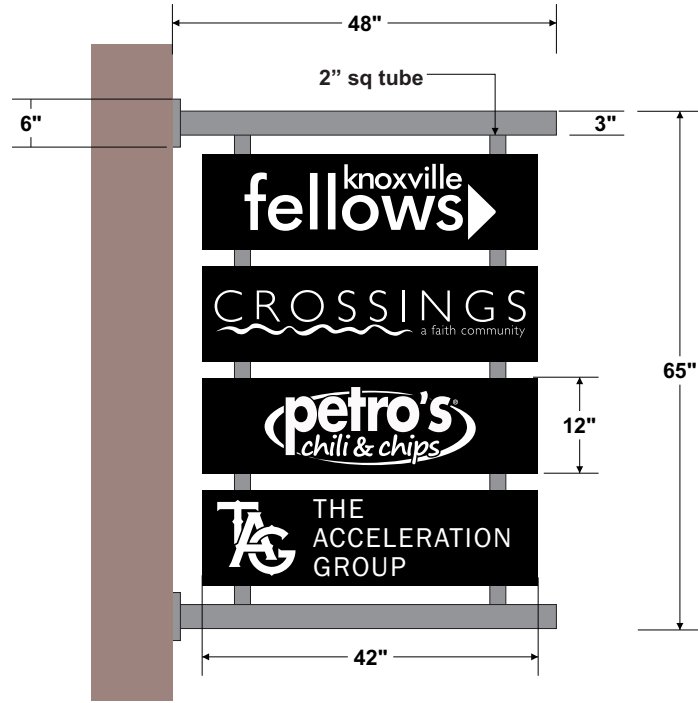 48"
2” sq tube
6"
3"
knoxville
fellows
CROSSINGS
a faith community
65"
petro's®
chili & chips
12"
TAG
THE
ACCELERATION
GROUP
42"